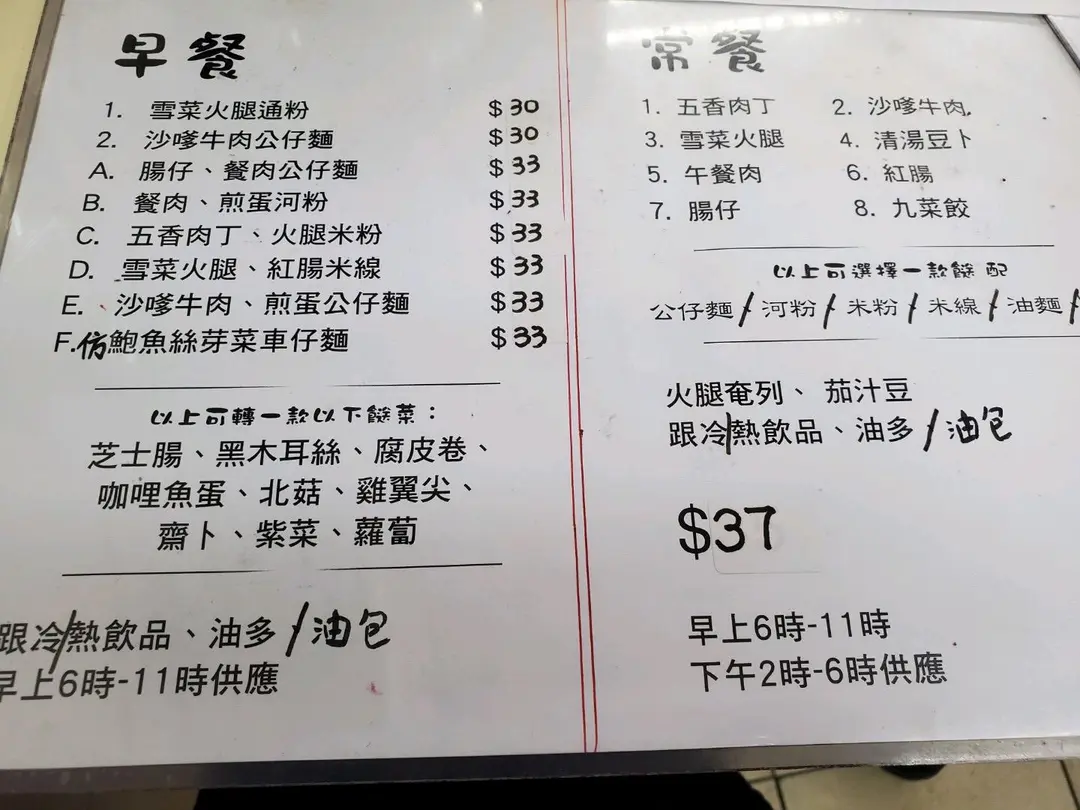 早餐
1. 雪菜火腿通粉 $30
2. 沙嗲牛肉公仔麵 $30
A. 腸仔、餐肉公仔麵 $33
B. 餐肉、煎蛋河粉 $33
C. 五香肉丁、火腿米粉 $33
D. 雪菜火腿、紅腸米線 $33
E. 沙嗲牛肉、煎蛋公仔麵 $33
F.仿鮑魚絲芽菜車仔麵 $33
以上可轉一款以下餸菜：
芝士腸、黑木耳絲、腐皮卷、
咖哩魚蛋、北菇、雞翼尖、
齋卜、紫菜、蘿蔔
跟冷/熱飲品、油多/油包
早上6時-11時供應
常餐
1. 五香肉丁 2. 沙嗲牛肉
3. 雪菜火腿 4. 清湯豆卜
5. 午餐肉 6. 紅腸
7. 腸仔 8. 九菜餃
以上可選擇一款餸 配
公仔麵/河粉/米粉/米線/油麵/
火腿奄列、茄汁豆
跟冷/熱飲品、油多/油包
$37
早上6時-11時
下午2時-6時供應